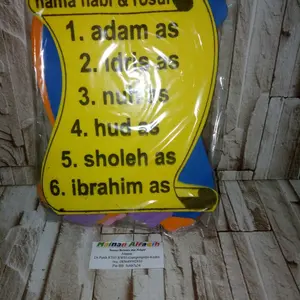 nama nabi & rosul
1. adam as
2. idris as
3. nuh as
4. hud as
5. sholeh as
6. ibrahim as